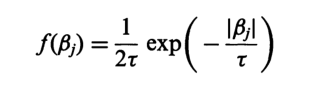 f(βⱼ) = 1/2τ exp(− |βⱼ|/τ)